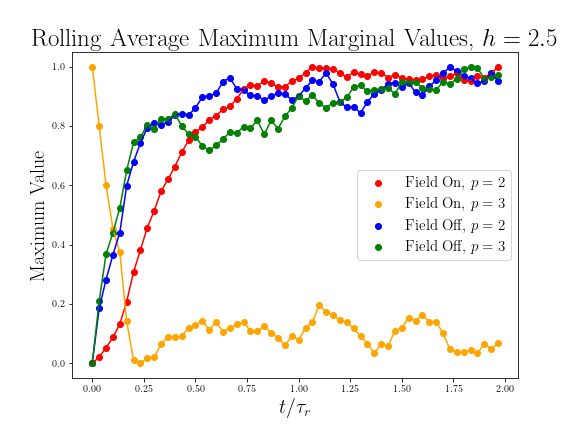 Rolling Average Maximum Marginal Values, h = 2.5
Maximum Value
1.0
0.8
0.6
0.4
0.2
0.0
Field On, p = 2
Field On, p = 3
Field Off, p = 2
Field Off, p = 3
0.00 0.25 0.50 0.75 1.00 1.25 1.50 1.75 2.00
t/τr